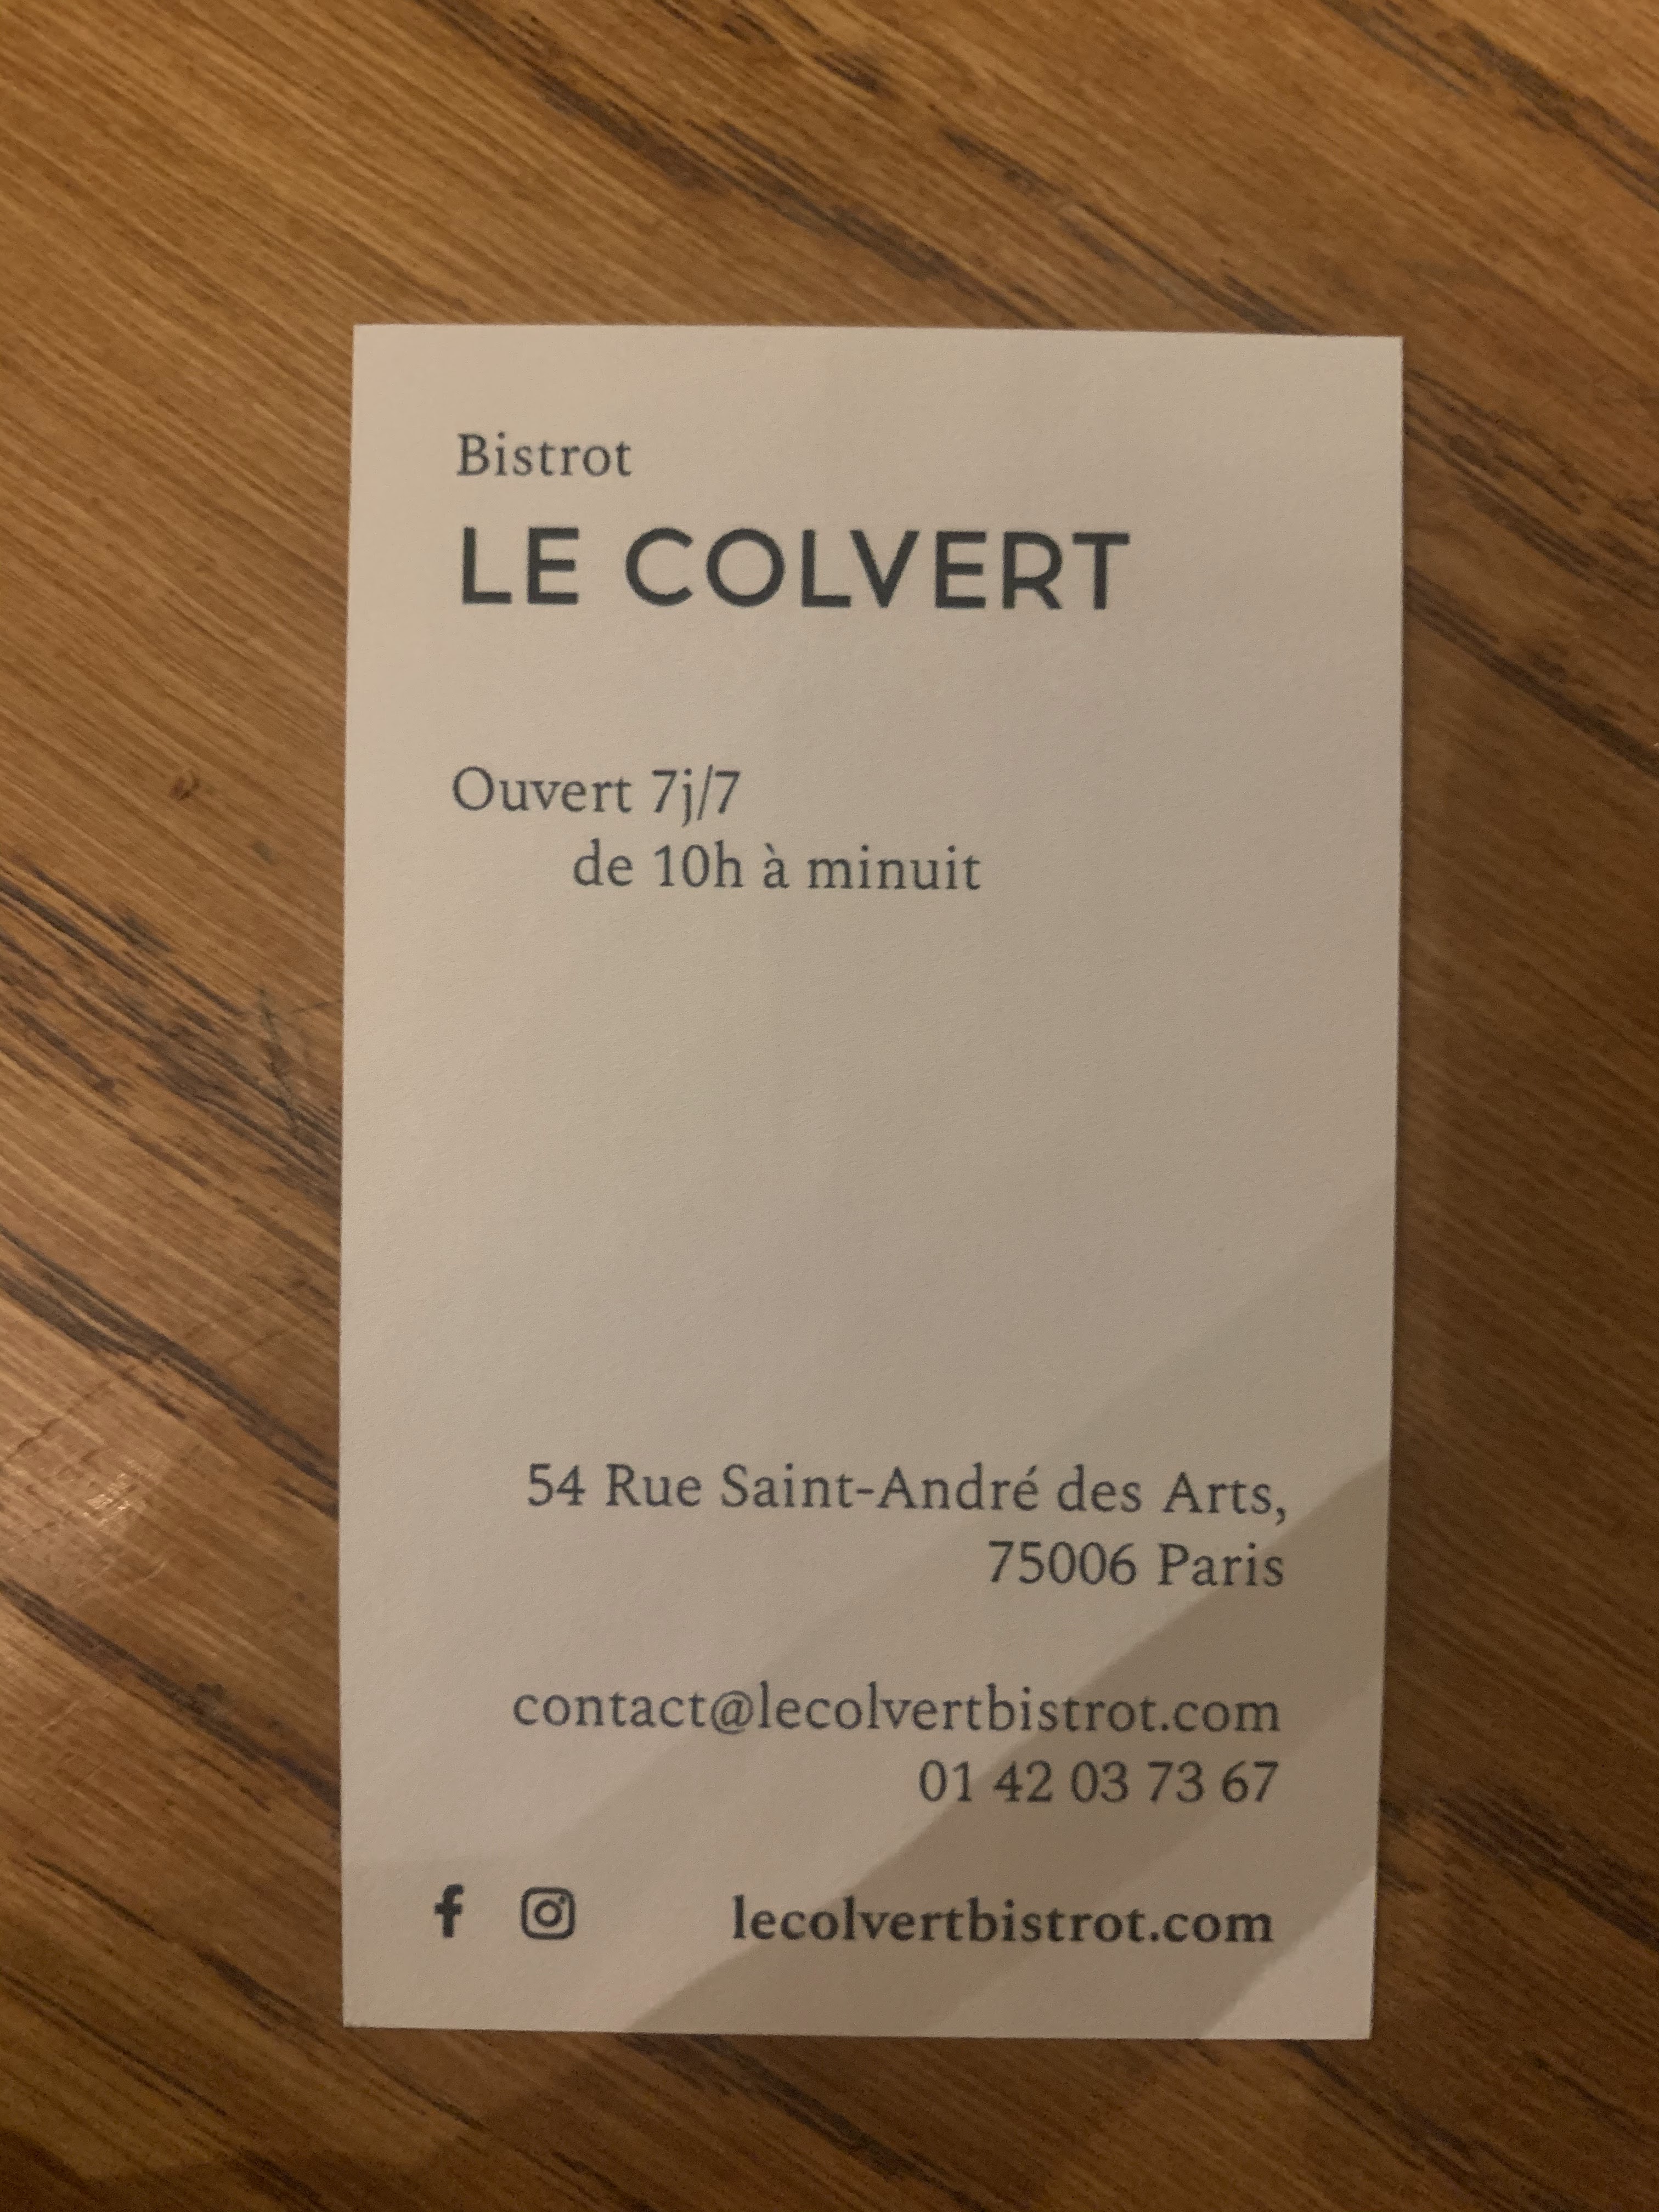 Bistrot
LE COLVERT
Ouvert 7j/7
de 10h à minuit
54 Rue Saint-André des Arts,
75006 Paris
contact@lecolvertbistrot.com
01 42 03 73 67
lecolvertbistrot.com